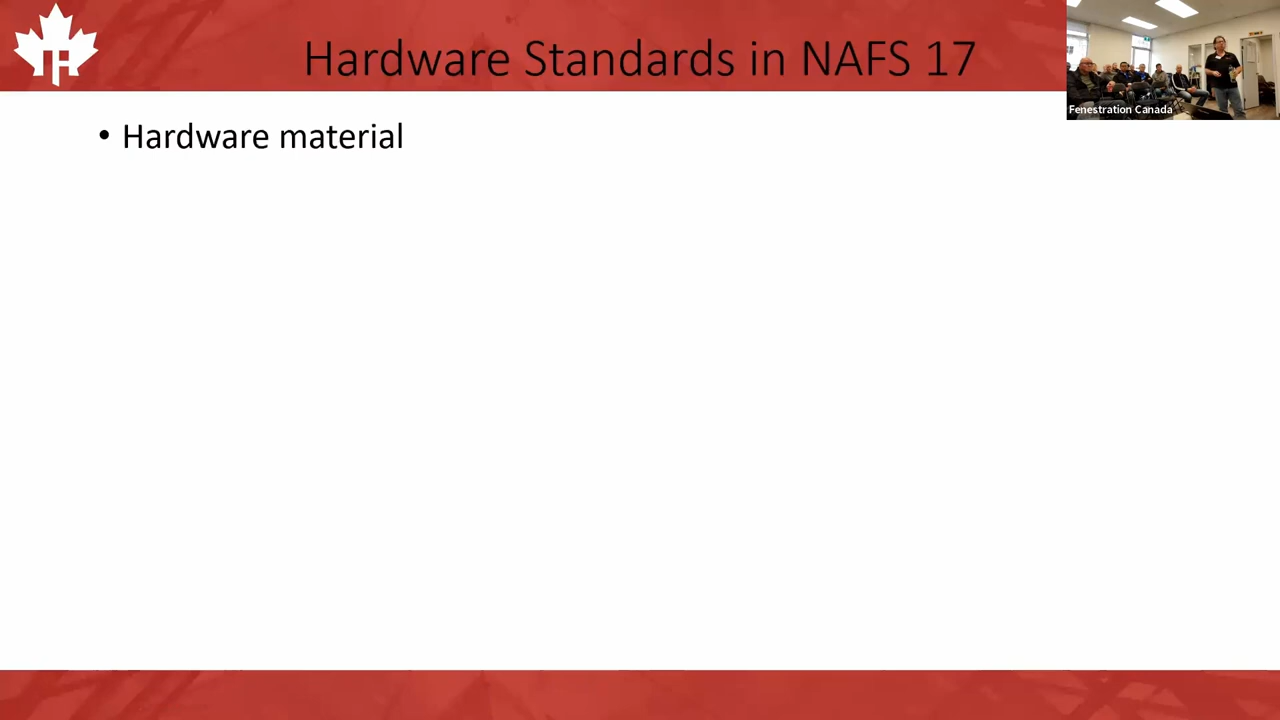 Hardware Standards in NAFS 17
Fenestration Canada
• Hardware material